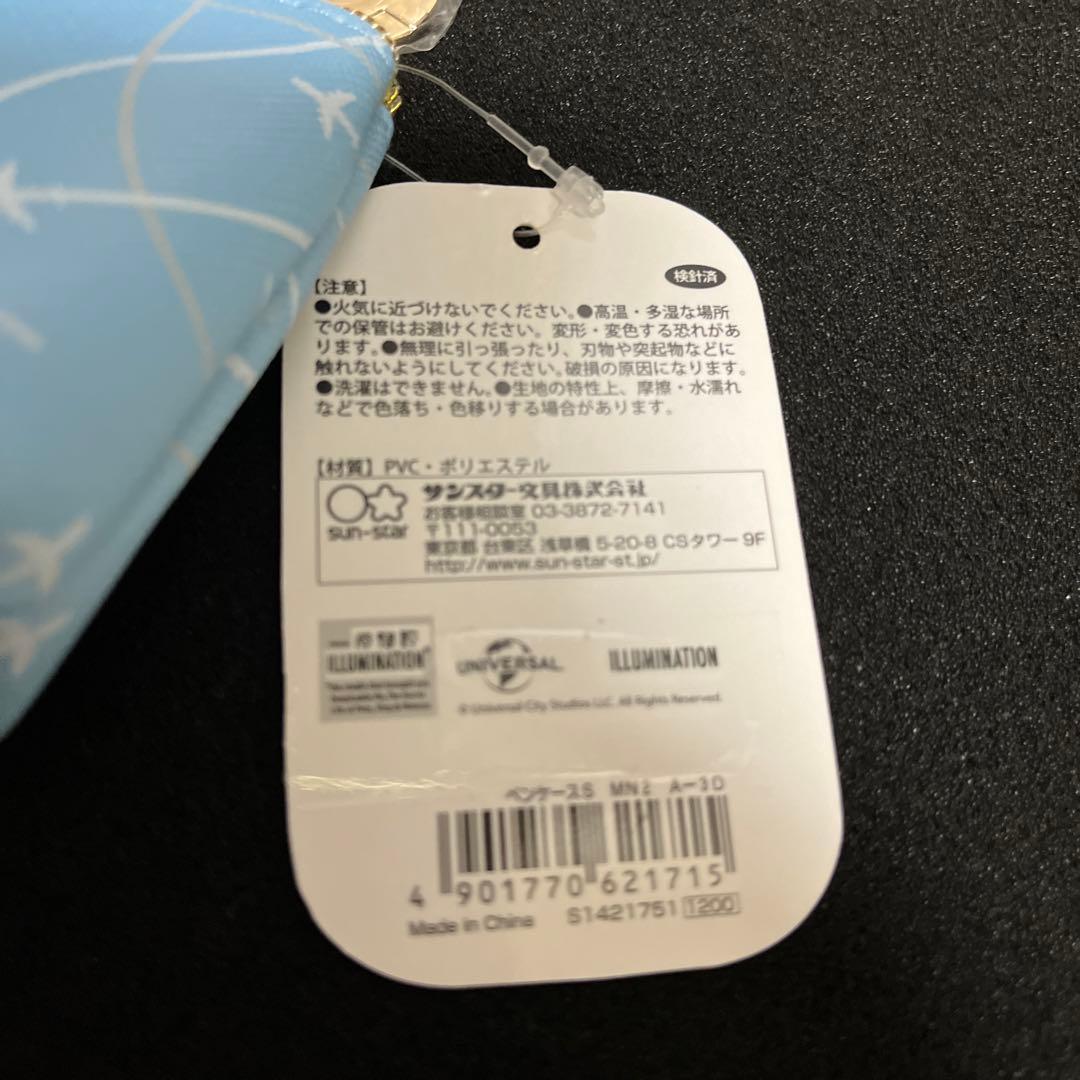 検針済
【注意】
●火気に近づけないでください。●高温・多湿な場所
での保管はお避けください。変形・変色する恐れがあ
ります。●無理に引っ張ったり、刃物や突起物などに
触れないようにしてください。破損の原因になります。
●洗濯はできません。●生地の特性上、摩擦・水濡れ
などで色落ち・色移りする場合があります。
【材質】PVC・ポリエステル
サンスター文具株式会社
お客様相談室 03-3872-7141
〒111-0053
東京都 台東区 浅草橋 5-20-8 CSタワー 9F
http://www.sun-star-st.jp/
sun-star
ILLUMINATION
UNIVERSAL
ILLUMINATION
© Universal City Studios LLC. All Rights Reserved.
ペンケースS MN2 A-3D
4 901770 621715
Made in China S1421751 1200